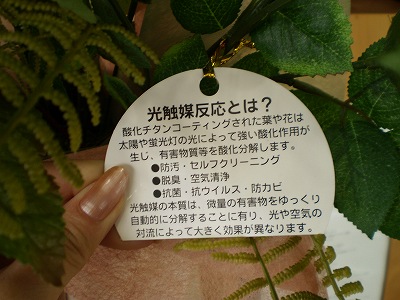 光触媒反応とは？
酸化チタンコーティングされた葉や花は
太陽や蛍光灯の光によって強い酸化作用が
生じ、有害物質等を酸化分解します。
●防汚・セルフクリーニング
●脱臭・空気清浄
●抗菌・抗ウイルス・防カビ
光触媒の本質は、微量の有害物をゆっくり
自動的に分解することに有り、光や空気の
対流によって大きく効果が異なります。